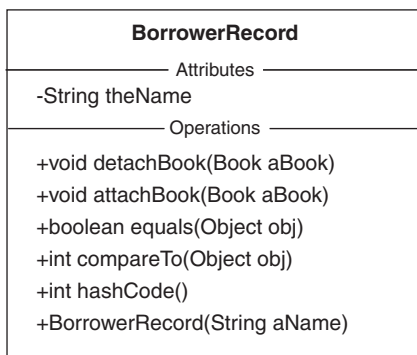 BorrowerRecord
Attributes
-String theName
Operations
+void detachBook(Book aBook)
+void attachBook(Book aBook)
+boolean equals(Object obj)
+int compareTo(Object obj)
+int hashCode()
+BorrowerRecord(String aName)